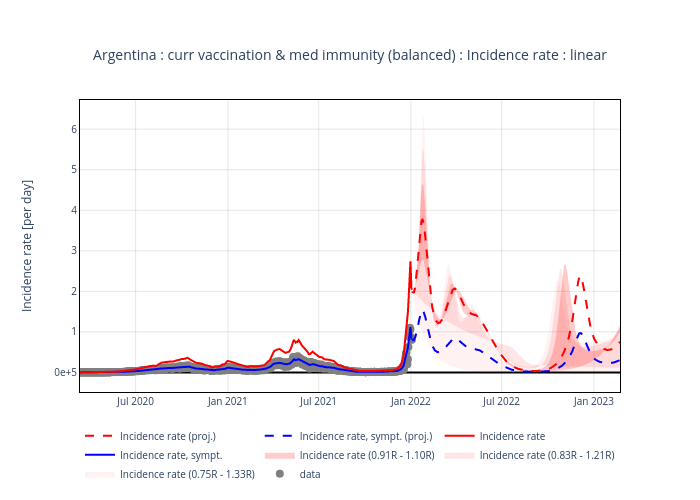 Argentina : curr vaccination & med immunity (balanced) : Incidence rate : linear
Incidence rate [per day]
6
5
4
3
2
1
0e+5
Jul 2020 Jan 2021 Jul 2021 Jan 2022 Jul 2022 Jan 2023
Incidence rate (proj.) Incidence rate, sympt. (proj.) Incidence rate
Incidence rate, sympt. Incidence rate (0.91R - 1.10R) Incidence rate (0.83R - 1.21R)
Incidence rate (0.75R - 1.33R) data